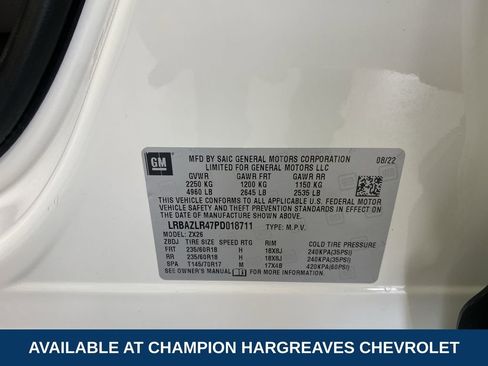 GM
MFD BY SAIC GENERAL MOTORS CORPORATION 08/22
LIMITED FOR GENERAL MOTORS LLC
GVWR GAWR FRT GAWR RR
2250 KG 1200 KG 1150 KG
4960 LB 2645 LB 2535 LB
THIS VEHICLE CONFORMS TO ALL APPLICABLE U.S. FEDERAL MOTOR
VEHICLE SAFETY AND THEFT PREVENTION STANDARDS IN EFFECT ON THE DATE OF
MANUFACTURE SHOWN ABOVE.
LRBAZLR47PD018711 TYPE: M.P.V.
MODEL: ZX26
ZBDJ TIRE SIZE SPEED RTG RIM COLD TIRE PRESSURE
FRT 235/60R18 H 18X8J 240KPA(35PSI)
RR 235/60R18 H 18X8J 240KPA(35PSI)
SPA T145/70R17 M 17X4B 420KPA(60PSI)
SEE OWNER'S MANUAL FOR ADDITIONAL INFORMATION.
AVAILABLE AT CHAMPION HARGREAVES CHEVROLET